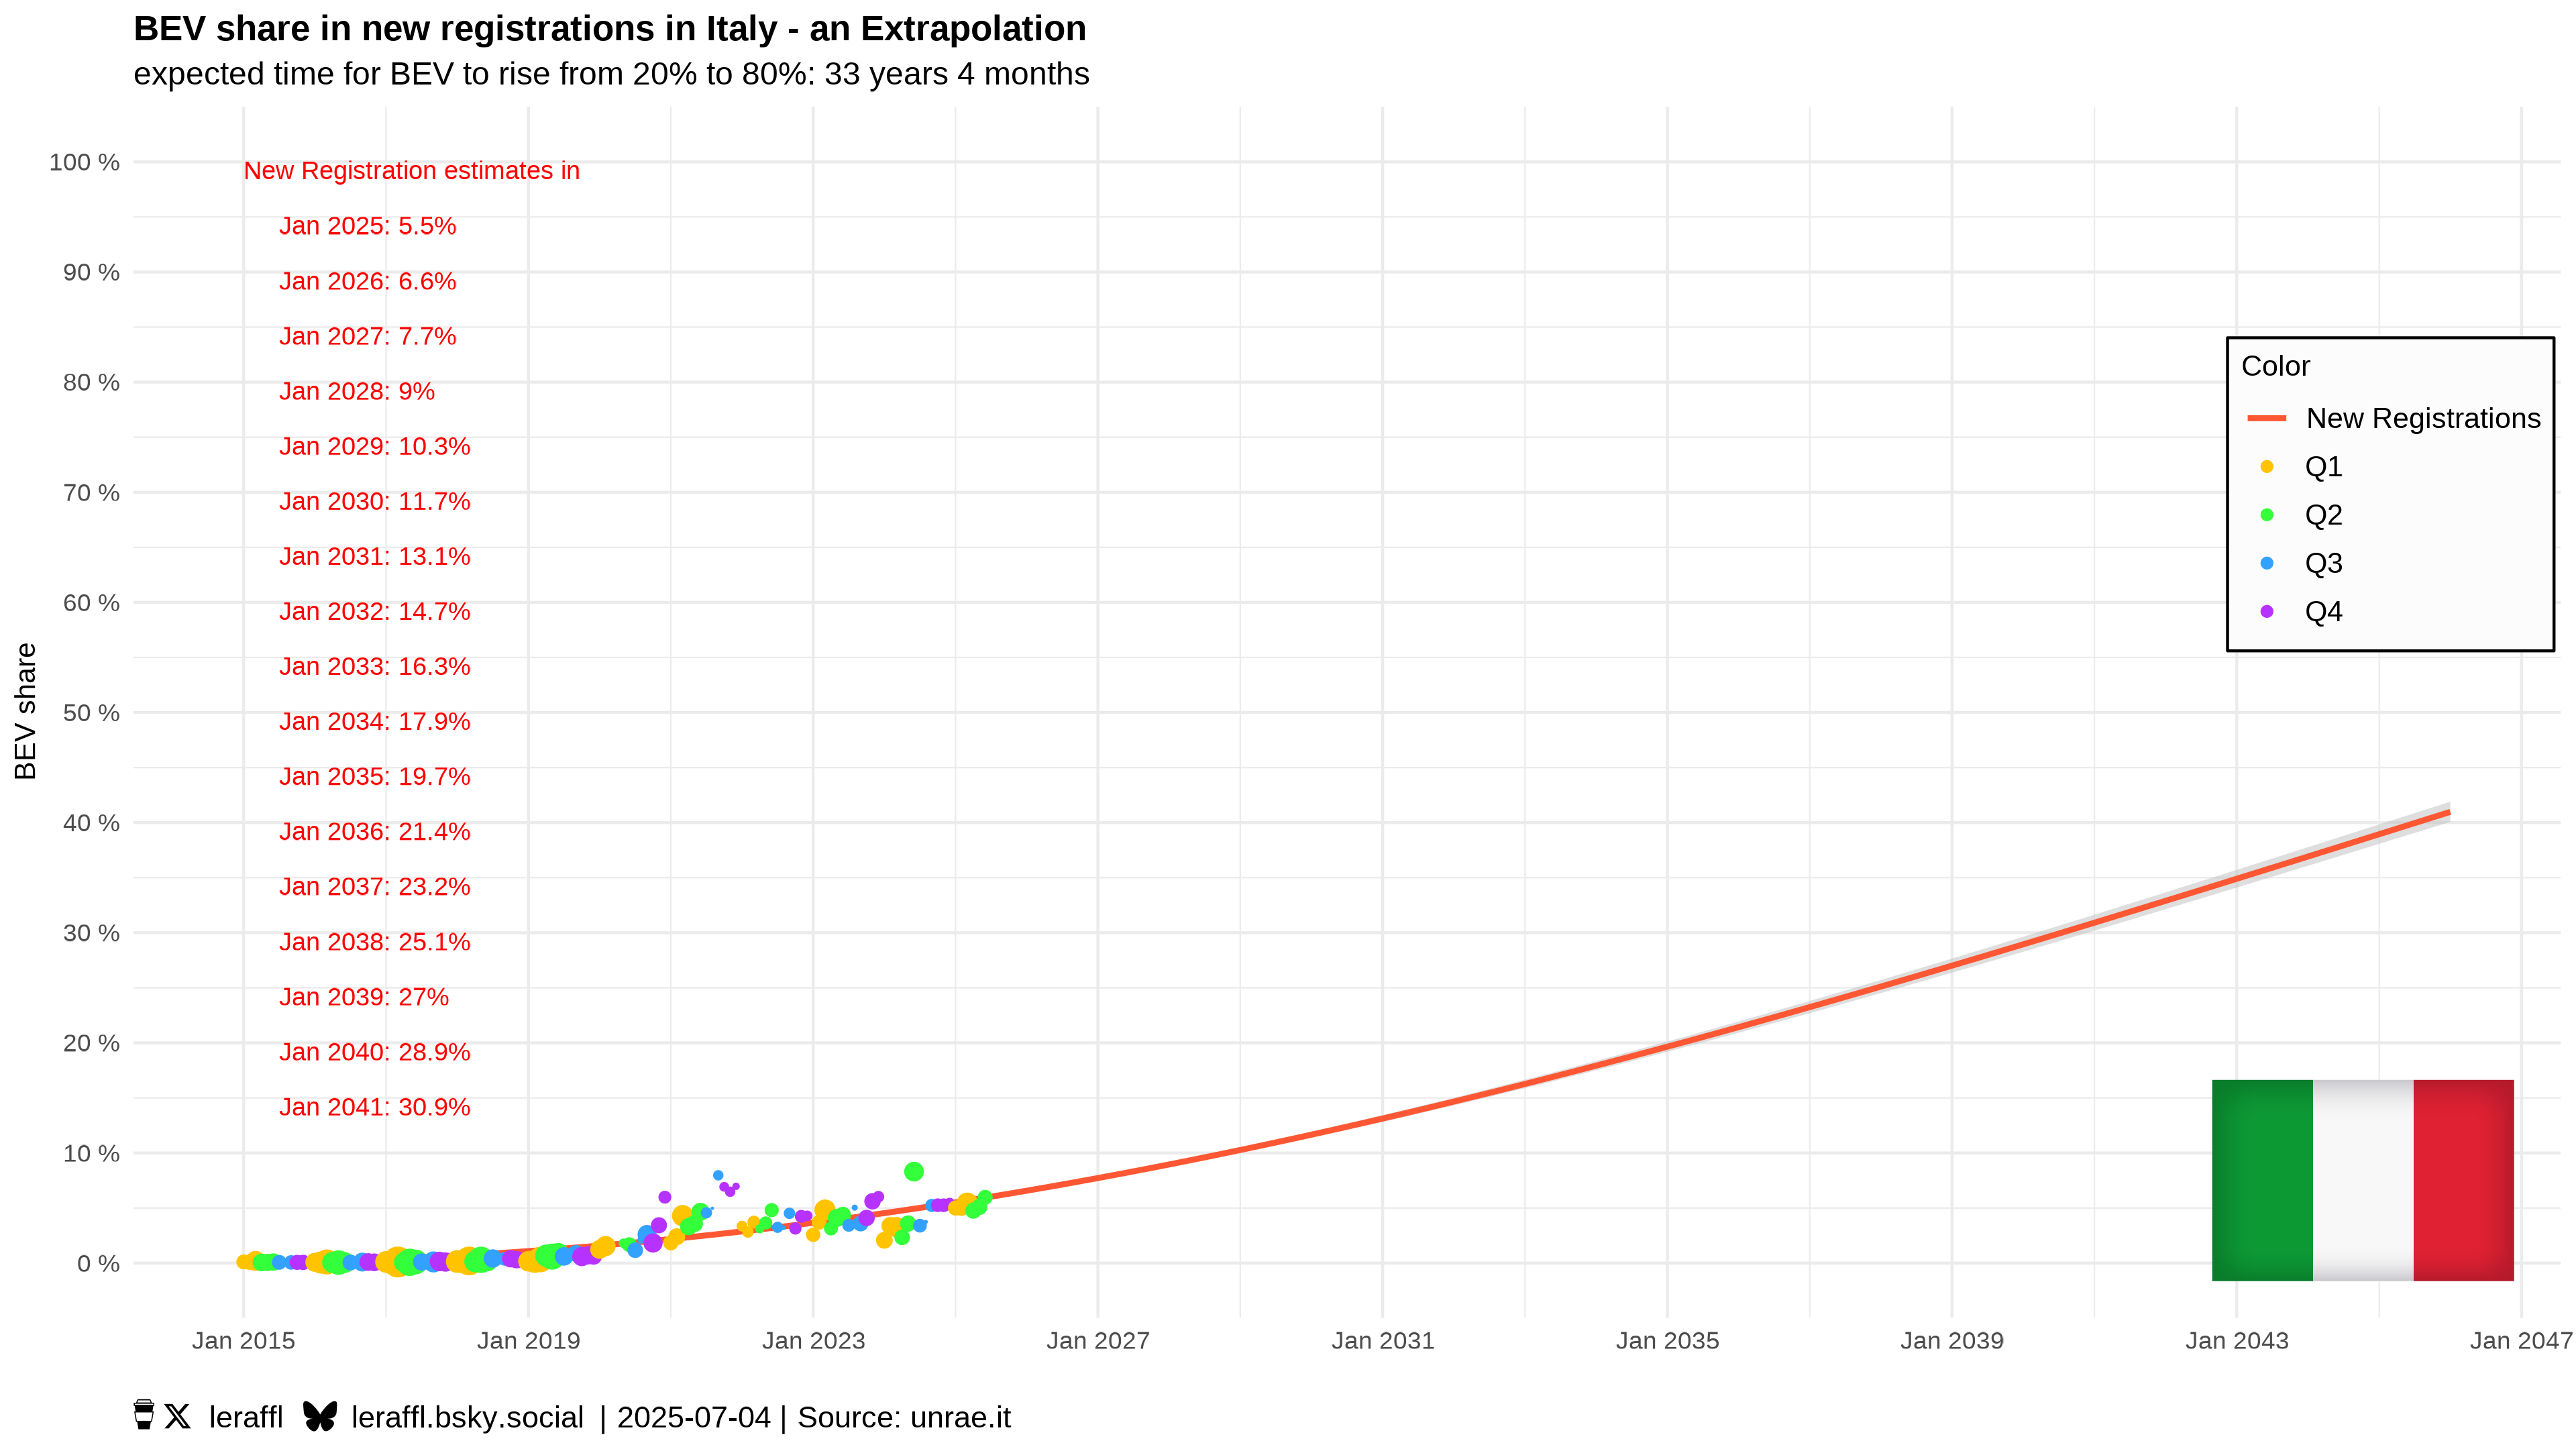 BEV share in new registrations in Italy - an Extrapolation
expected time for BEV to rise from 20% to 80%: 33 years 4 months
BEV share
100 %
90 %
80 %
70 %
60 %
50 %
40 %
30 %
20 %
10 %
0 %
New Registration estimates in
Jan 2025: 5.5%
Jan 2026: 6.6%
Jan 2027: 7.7%
Jan 2028: 9%
Jan 2029: 10.3%
Jan 2030: 11.7%
Jan 2031: 13.1%
Jan 2032: 14.7%
Jan 2033: 16.3%
Jan 2034: 17.9%
Jan 2035: 19.7%
Jan 2036: 21.4%
Jan 2037: 23.2%
Jan 2038: 25.1%
Jan 2039: 27%
Jan 2040: 28.9%
Jan 2041: 30.9%
Color
New Registrations
Q1
Q2
Q3
Q4
Jan 2015 Jan 2019 Jan 2023 Jan 2027 Jan 2031 Jan 2035 Jan 2039 Jan 2043 Jan 2047
leraffl leraffl.bsky.social | 2025-07-04 | Source: unrae.it